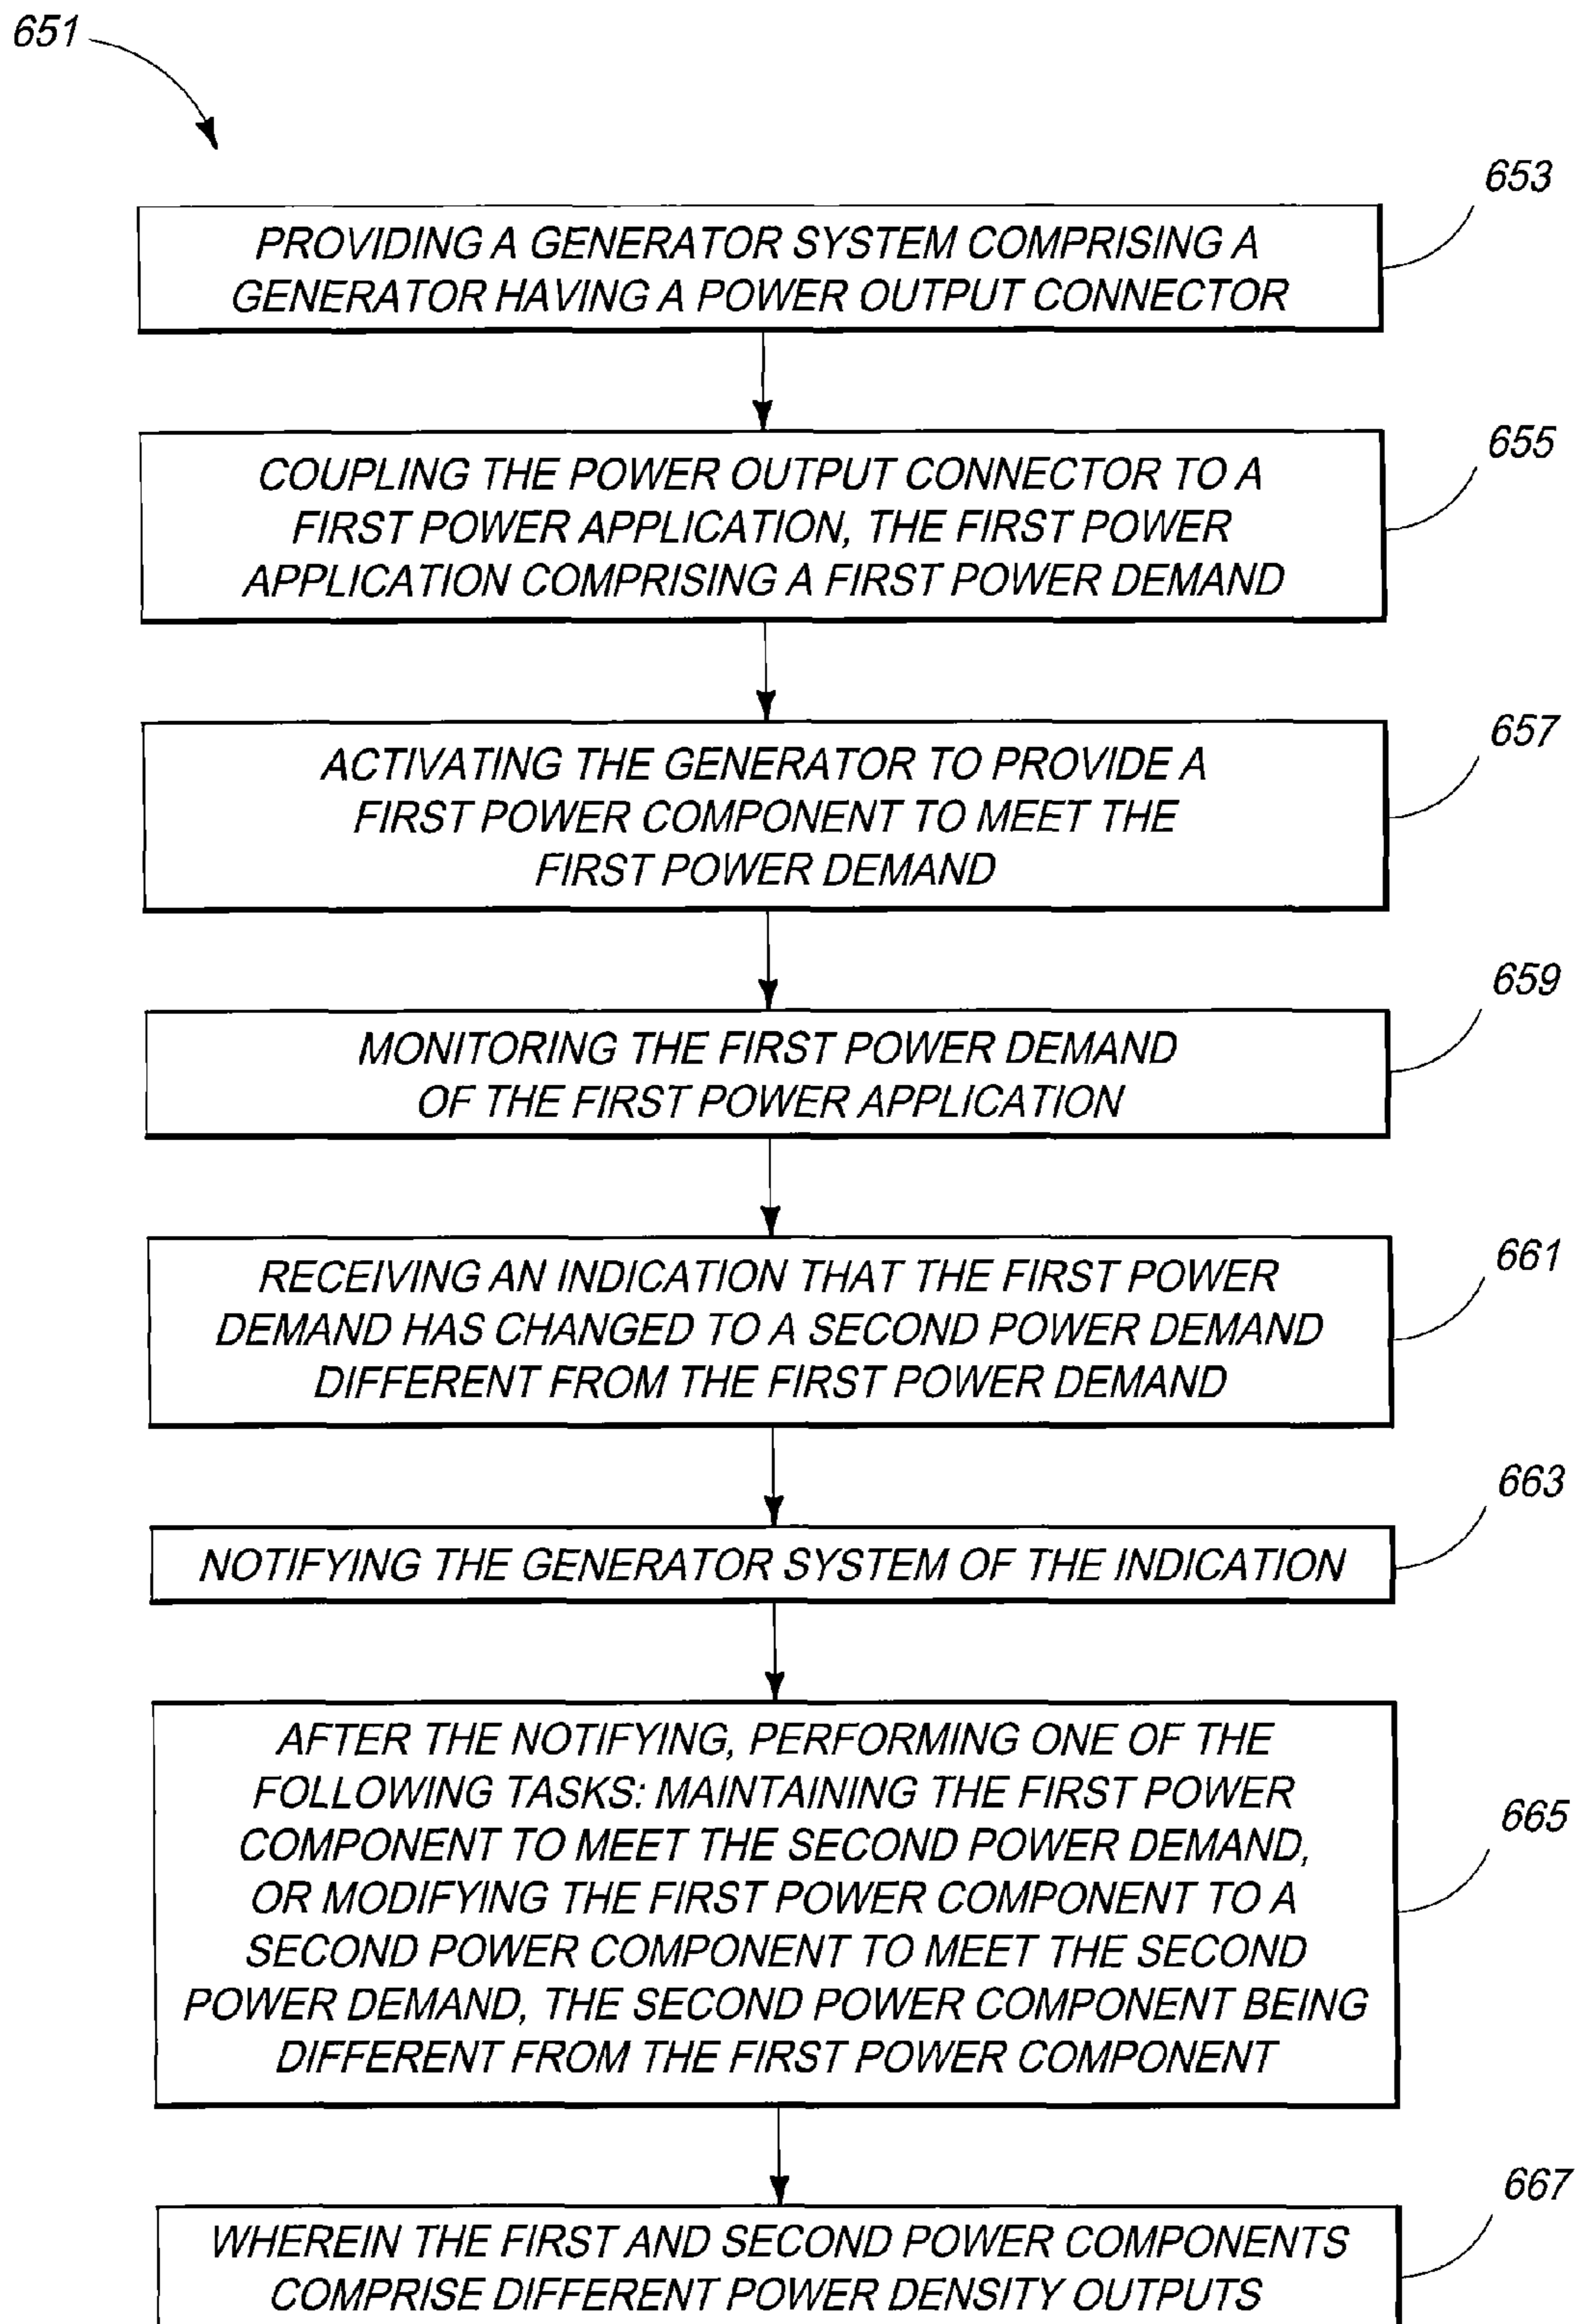 651
653
PROVIDING A GENERATOR SYSTEM COMPRISING A
GENERATOR HAVING A POWER OUTPUT CONNECTOR
655
COUPLING THE POWER OUTPUT CONNECTOR TO A
FIRST POWER APPLICATION, THE FIRST POWER
APPLICATION COMPRISING A FIRST POWER DEMAND
657
ACTIVATING THE GENERATOR TO PROVIDE A
FIRST POWER COMPONENT TO MEET THE
FIRST POWER DEMAND
659
MONITORING THE FIRST POWER DEMAND
OF THE FIRST POWER APPLICATION
661
RECEIVING AN INDICATION THAT THE FIRST POWER
DEMAND HAS CHANGED TO A SECOND POWER DEMAND
DIFFERENT FROM THE FIRST POWER DEMAND
663
NOTIFYING THE GENERATOR SYSTEM OF THE INDICATION
665
AFTER THE NOTIFYING, PERFORMING ONE OF THE
FOLLOWING TASKS: MAINTAINING THE FIRST POWER
COMPONENT TO MEET THE SECOND POWER DEMAND,
OR MODIFYING THE FIRST POWER COMPONENT TO A
SECOND POWER COMPONENT TO MEET THE SECOND
POWER DEMAND, THE SECOND POWER COMPONENT BEING
DIFFERENT FROM THE FIRST POWER COMPONENT
667
WHEREIN THE FIRST AND SECOND POWER COMPONENTS
COMPRISE DIFFERENT POWER DENSITY OUTPUTS